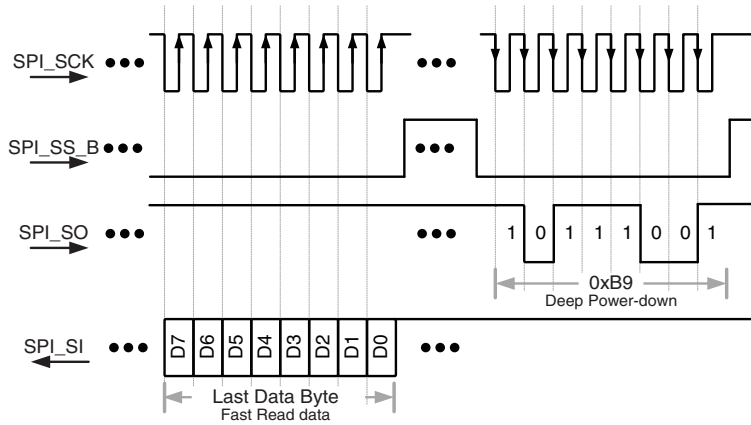 SPI_SCK
SPI_SS_B
SPI_SO
1 0 1 1 1 0 0 1
0xB9
Deep Power-down
SPI_SI
D7 D6 D5 D4 D3 D2 D1 D0
Last Data Byte
Fast Read data